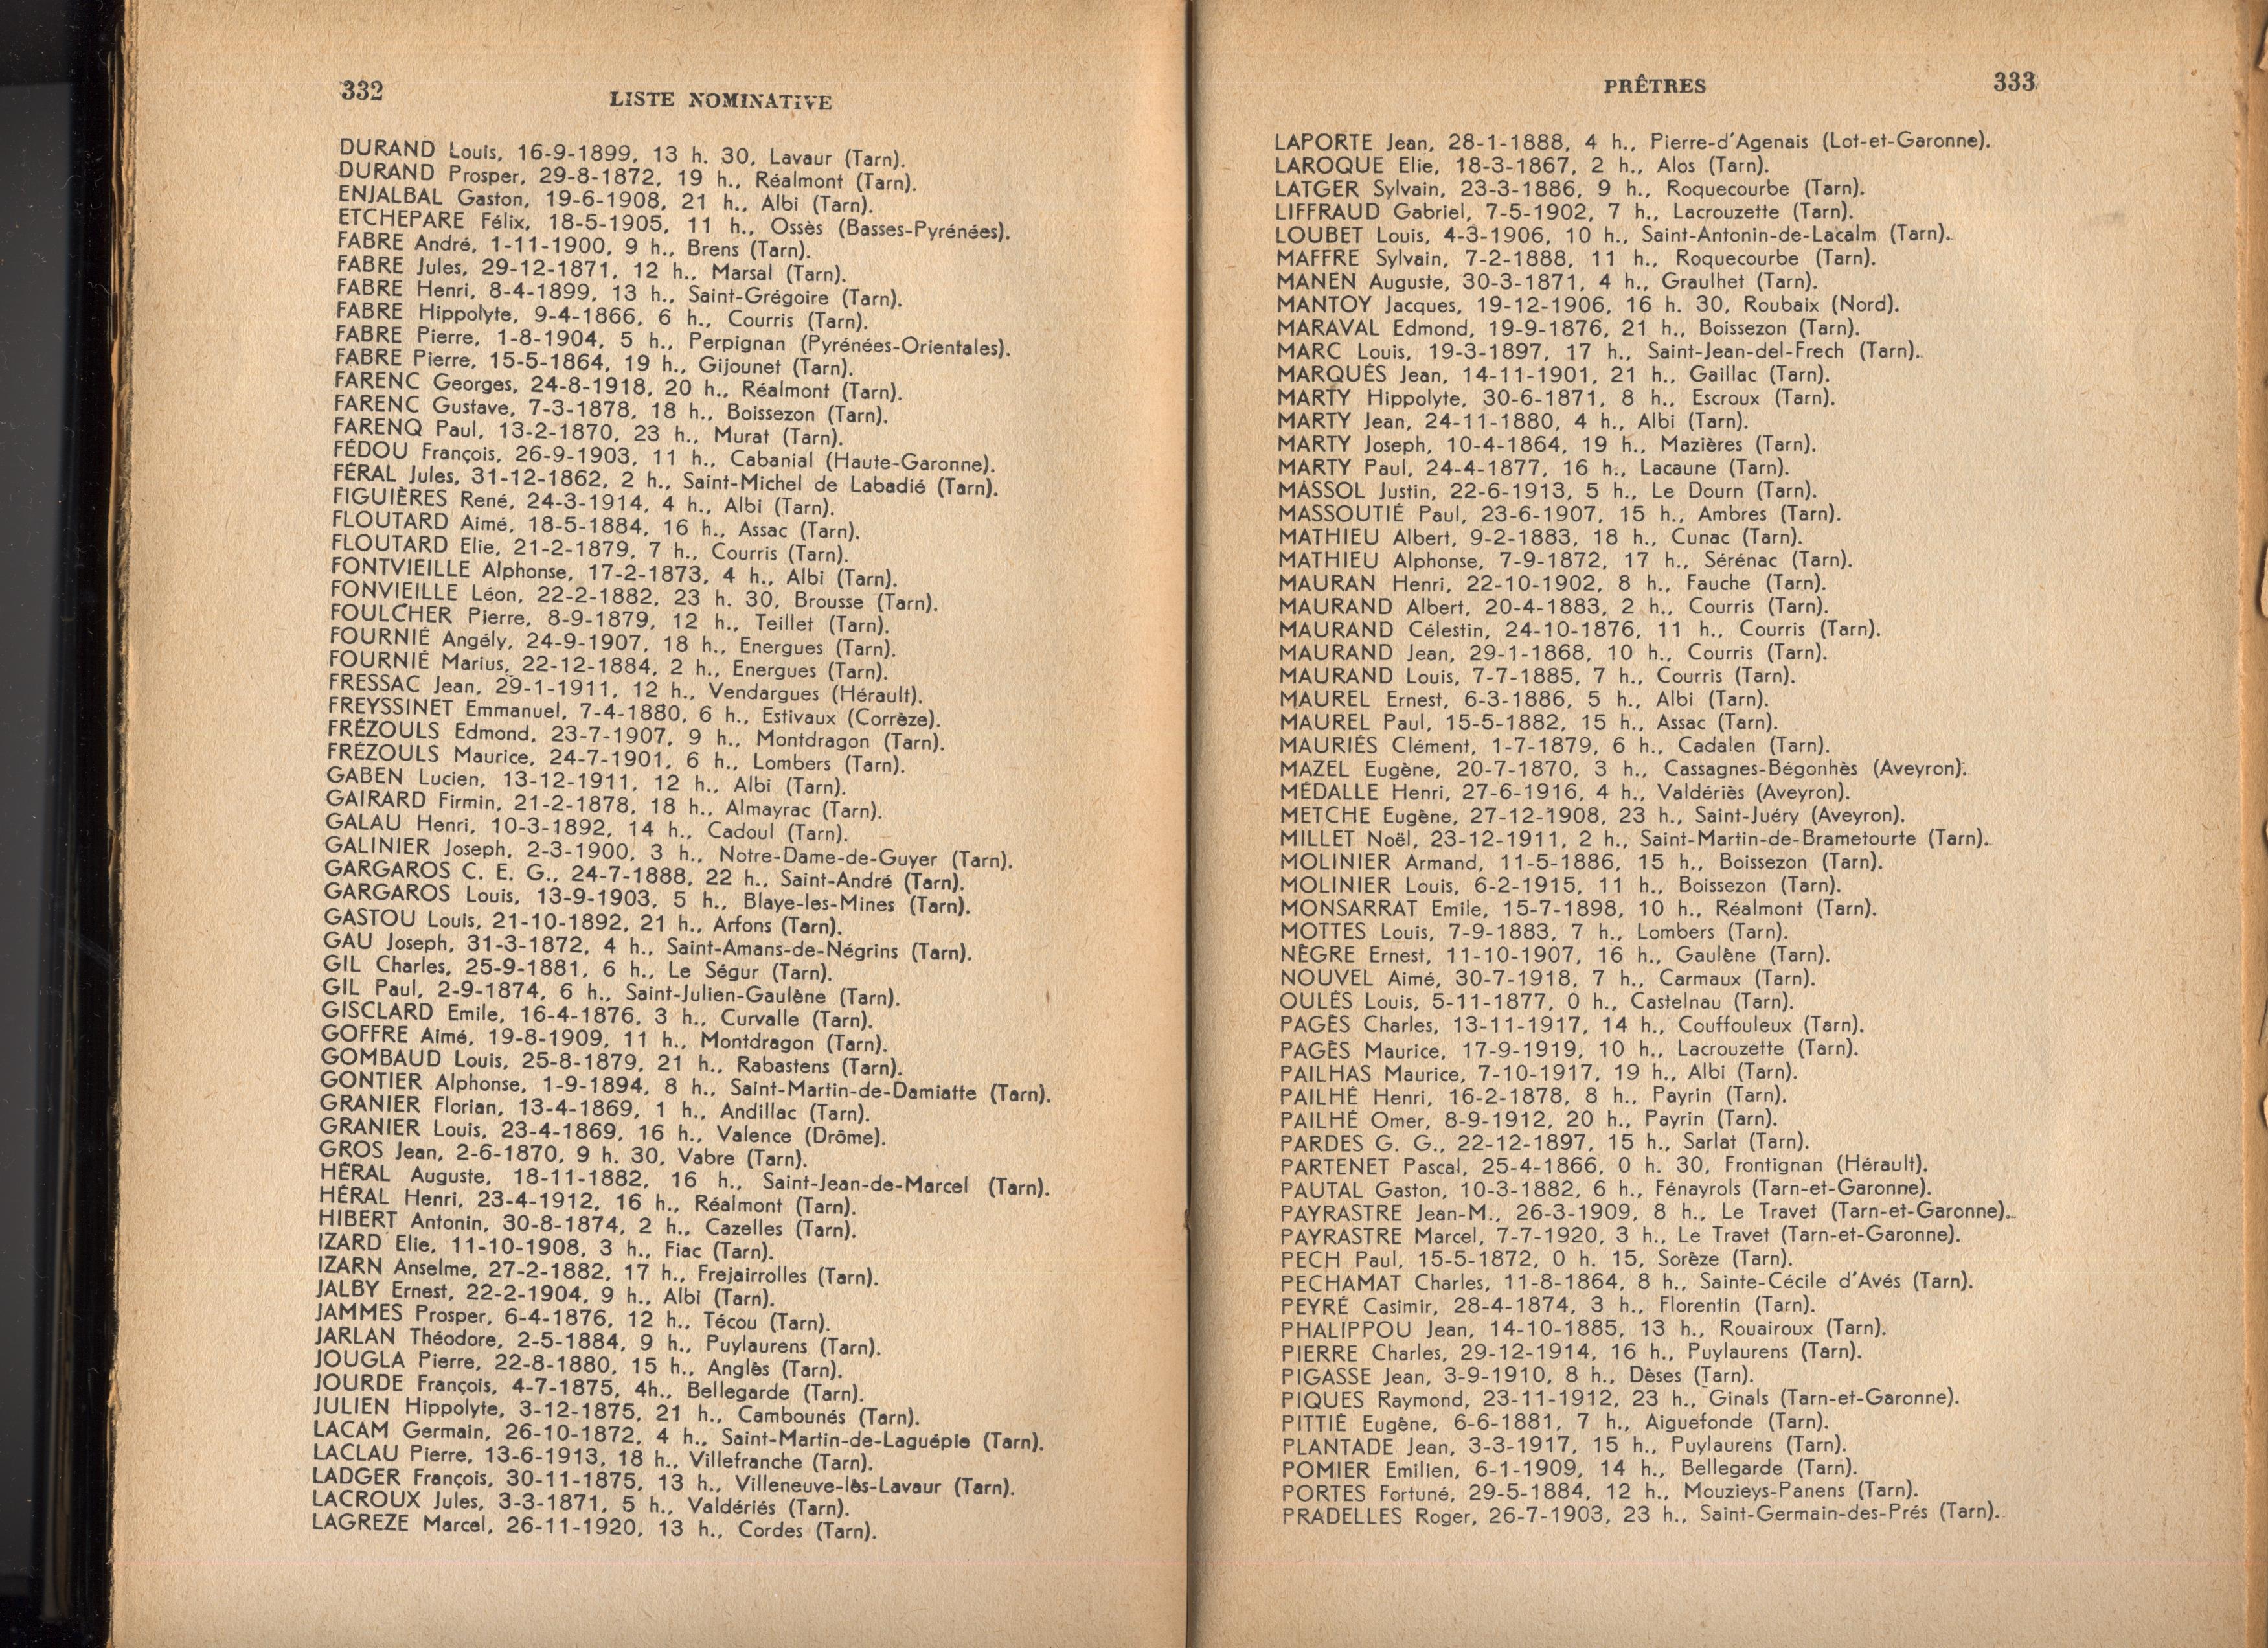 332
LISTE NOMINATIVE
DURAND Louis, 16-9-1899, 13 h. 30, Lavaur (Tarn).
DURAND Prosper, 29-8-1872, 19 h., Réalmont (Tarn).
ENJALBAL Gaston, 19-6-1908, 21 h., Albi (Tarn).
ETCHEPARE Félix, 18-5-1905, 11 h., Ossès (Basses-Pyrénées).
FABRE André, 1-11-1900, 9 h., Brens (Tarn).
FABRE Jules, 29-12-1871, 12 h., Marsal (Tarn).
FABRE Henri, 8-4-1899, 13 h., Saint-Grégoire (Tarn).
FABRE Hippolyte, 9-4-1866, 6 h., Courris (Tarn).
FABRE Pierre, 1-8-1904, 5 h., Perpignan (Pyrénées-Orientales).
FABRE Pierre, 15-5-1864, 19 h., Gijounet (Tarn).
FARENC Georges, 24-8-1918, 20 h., Réalmont (Tarn).
FARENC Gustave, 7-3-1878, 18 h., Boissezon (Tarn).
FARENQ Paul, 13-2-1870, 23 h., Murat (Tarn).
FÉDOU François, 26-9-1903, 11 h., Cabanial (Haute-Garonne).
FÉRAL Jules, 31-12-1862, 2 h., Saint-Michel de Labadié (Tarn).
FIGUIÈRES René, 24-3-1914, 4 h., Albi (Tarn).
FLOUTARD Aimé, 18-5-1884, 16 h., Assac (Tarn).
FLOUTARD Elie, 21-2-1879, 7 h., Courris (Tarn).
FONTVIEILLE Alphonse, 17-2-1873, 4 h., Albi (Tarn).
FONVIEILLE Léon, 22-2-1882, 23 h. 30, Brousse (Tarn).
FOULCHER Pierre, 8-9-1879, 12 h., Teillet (Tarn).
FOURNIÉ Angély, 24-9-1907, 18 h., Energues (Tarn).
FOURNIÉ Marius, 22-12-1884, 2 h., Energues (Tarn).
FRESSAC Jean, 29-1-1911, 12 h., Vendargues (Hérault).
FREYSSINET Emmanuel, 7-4-1880, 6 h., Estivaux (Corrèze).
FRÉZOULS Edmond, 23-7-1907, 9 h., Montdragon (Tarn).
FRÉZOULS Maurice, 24-7-1901, 6 h., Lombers (Tarn).
GABEN Lucien, 13-12-1911, 12 h., Albi (Tarn).
GAIRARD Firmin, 21-2-1878, 18 h., Almayrac (Tarn).
GALAU Henri, 10-3-1892, 14 h., Cadoul (Tarn).
GALINIER Joseph, 2-3-1900, 3 h., Notre-Dame-de-Guyer (Tarn).
GARGAROS C. E. G., 24-7-1888, 22 h., Saint-André (Tarn).
GARGAROS Louis, 13-9-1903, 5 h., Blaye-les-Mines (Tarn).
GASTOU Louis, 21-10-1892, 21 h., Arfons (Tarn).
GAU Joseph, 31-3-1872, 4 h., Saint-Amans-de-Négrins (Tarn).
GIL Charles, 25-9-1881, 6 h., Le Ségur (Tarn).
GIL Paul, 2-9-1874, 6 h., Saint-Julien-Gaulène (Tarn).
GISCLARD Emile, 16-4-1876, 3 h., Curvalle (Tarn).
GOFFRE Aimé, 19-8-1909, 11 h., Montdragon (Tarn).
GOMBAUD Louis, 25-8-1879, 21 h., Rabastens (Tarn).
GONTIER Alphonse, 1-9-1894, 8 h., Saint-Martin-de-Damiatte (Tarn).
GRANIER Florian, 13-4-1869, 1 h., Andillac (Tarn).
GRANIER Louis, 23-4-1869, 16 h., Valence (Drôme).
GROS Jean, 2-6-1870, 9 h. 30, Vabre (Tarn).
HÉRAL Auguste, 18-11-1882, 16 h., Saint-Jean-de-Marcel (Tarn).
HÉRAL Henri, 23-4-1912, 16 h., Réalmont (Tarn).
HIBERT Antonin, 30-8-1874, 2 h., Cazelles (Tarn).
IZARD Elie, 11-10-1908, 3 h., Fiac (Tarn).
IZARN Anselme, 27-2-1882, 17 h., Frejairrolles (Tarn).
JALBY Ernest, 22-2-1904, 9 h., Albi (Tarn).
JAMMES Prosper, 6-4-1876, 12 h., Técou (Tarn).
JARLAN Théodore, 2-5-1884, 9 h., Puylaurens (Tarn).
JOUGLA Pierre, 22-8-1880, 15 h., Anglès (Tarn).
JOURDE François, 4-7-1875, 4h., Bellegarde (Tarn).
JULIEN Hippolyte, 3-12-1875, 21 h., Cambounés (Tarn).
LACAM Germain, 26-10-1872, 4 h., Saint-Martin-de-Laguépie (Tarn).
LACLAU Pierre, 13-6-1913, 18 h., Villefranche (Tarn).
LADGER François, 30-11-1875, 13 h., Villeneuve-lès-Lavaur (Tarn).
LACROUX Jules, 3-3-1871, 5 h., Valdériés (Tarn).
LAGREZE Marcel, 26-11-1920, 13 h., Cordes (Tarn).
PRÊTRES
333
LAPORTE Jean, 28-1-1888, 4 h., Pierre-d'Agenais (Lot-et-Garonne).
LAROQUE Elie, 18-3-1867, 2 h., Alos (Tarn).
LATGER Sylvain, 23-3-1886, 9 h., Roquecourbe (Tarn).
LIFFRAUD Gabriel, 7-5-1902, 7 h., Lacrouzette (Tarn).
LOUBET Louis, 4-3-1906, 10 h., Saint-Antonin-de-Lacalm (Tarn).
MAFFRE Sylvain, 7-2-1888, 11 h., Roquecourbe (Tarn).
MANEN Auguste, 30-3-1871, 4 h., Graulhet (Tarn).
MANTOY Jacques, 19-12-1906, 16 h. 30, Roubaix (Nord).
MARAVAL Edmond, 19-9-1876, 21 h., Boissezon (Tarn).
MARC Louis, 19-3-1897, 17 h., Saint-Jean-del-Frech (Tarn).
MARQUÈS Jean, 14-11-1901, 21 h., Gaillac (Tarn).
MARTY Hippolyte, 30-6-1871, 8 h., Escroux (Tarn).
MARTY Jean, 24-11-1880, 4 h., Albi (Tarn).
MARTY Joseph, 10-4-1864, 19 h., Mazières (Tarn).
MARTY Paul, 24-4-1877, 16 h., Lacaune (Tarn).
MASSOL Justin, 22-6-1913, 5 h., Le Dourn (Tarn).
MASSOUTIÉ Paul, 23-6-1907, 15 h., Ambres (Tarn).
MATHIEU Albert, 9-2-1883, 18 h., Cunac (Tarn).
MATHIEU Alphonse, 7-9-1872, 17 h., Sérénac (Tarn).
MAURAN Henri, 22-10-1902, 8 h., Fauche (Tarn).
MAURAND Albert, 20-4-1883, 2 h., Courris (Tarn).
MAURAND Célestin, 24-10-1876, 11 h., Courris (Tarn).
MAURAND Jean, 29-1-1868, 10 h., Courris (Tarn).
MAURAND Louis, 7-7-1885, 7 h., Courris (Tarn).
MAUREL Ernest, 6-3-1886, 5 h., Albi (Tarn).
MAUREL Paul, 15-5-1882, 15 h., Assac (Tarn).
MAURIÈS Clément, 1-7-1879, 6 h., Cadalen (Tarn).
MAZEL Eugène, 20-7-1870, 3 h., Cassagnes-Bégonhès (Aveyron).
MÉDALLE Henri, 27-6-1916, 4 h., Valdériès (Aveyron).
METCHE Eugène, 27-12-1908, 23 h., Saint-Juéry (Aveyron).
MILLET Noël, 23-12-1911, 2 h., Saint-Martin-de-Brametourte (Tarn).
MOLINIER Armand, 11-5-1886, 15 h., Boissezon (Tarn).
MOLINIER Louis, 6-2-1915, 11 h., Boissezon (Tarn).
MONSARRAT Emile, 15-7-1898, 10 h., Réalmont (Tarn).
MOTTES Louis, 7-9-1883, 7 h., Lombers (Tarn).
NÈGRE Ernest, 11-10-1907, 16 h., Gaulène (Tarn).
NOUVEL Aimé, 30-7-1918, 7 h., Carmaux (Tarn).
OULÈS Louis, 5-11-1877, 0 h., Castelnau (Tarn).
PAGÈS Charles, 13-11-1917, 14 h., Couffouleux (Tarn).
PAGÈS Maurice, 17-9-1919, 10 h., Lacrouzette (Tarn).
PAILHAS Maurice, 7-10-1917, 19 h., Albi (Tarn).
PAILHÉ Henri, 16-2-1878, 8 h., Payrin (Tarn).
PAILHÉ Omer, 8-9-1912, 20 h., Payrin (Tarn).
PARDES G. G., 22-12-1897, 15 h., Sarlat (Tarn).
PARTENET Pascal, 25-4-1866, 0 h. 30, Frontignan (Hérault).
PAUTAL Gaston, 10-3-1882, 6 h., Fénayrols (Tarn-et-Garonne).
PAYRASTRE Jean-M., 26-3-1909, 8 h., Le Travet (Tarn-et-Garonne).
PAYRASTRE Marcel, 7-7-1920, 3 h., Le Travet (Tarn-et-Garonne).
PECH Paul, 15-5-1872, 0 h. 15, Sorèze (Tarn).
PECHAMAT Charles, 11-8-1864, 8 h., Sainte-Cécile d'Avés (Tarn).
PEYRÉ Casimir, 28-4-1874, 3 h., Florentin (Tarn).
PHALIPPOU Jean, 14-10-1885, 13 h., Rouairoux (Tarn).
PIERRE Charles, 29-12-1914, 16 h., Puylaurens (Tarn).
PIGASSE Jean, 3-9-1910, 8 h., Dèses (Tarn).
PIQUES Raymond, 23-11-1912, 23 h., Ginals (Tarn-et-Garonne).
PITTIÉ Eugène, 6-6-1881, 7 h., Aiguefonde (Tarn).
PLANTADE Jean, 3-3-1917, 15 h., Puylaurens (Tarn).
POMIER Emilien, 6-1-1909, 14 h., Bellegarde (Tarn).
PORTES Fortuné, 29-5-1884, 12 h., Mouzieys-Panens (Tarn).
PRADELLES Roger, 26-7-1903, 23 h., Saint-Germain-des-Prés (Tarn).